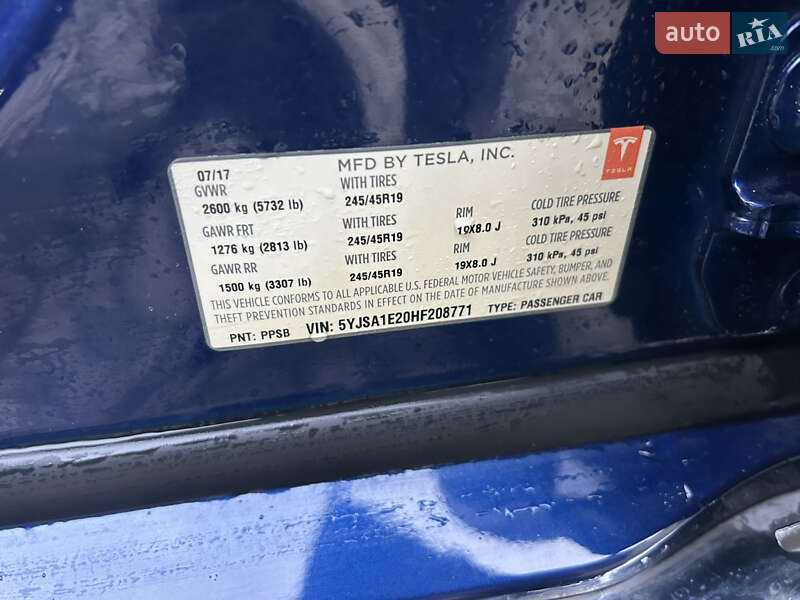 auto RIA.com
07/17 MFD BY TESLA, INC. TESLA
GVWR WITH TIRES
2600 kg (5732 lb) 245/45R19 RIM COLD TIRE PRESSURE
GAWR FRT WITH TIRES 19X8.0 J 310 kPa, 45 psi
1276 kg (2813 lb) 245/45R19 RIM COLD TIRE PRESSURE
GAWR RR WITH TIRES 19X8.0 J 310 kPa, 45 psi
1500 kg (3307 lb) 245/45R19
THIS VEHICLE CONFORMS TO ALL APPLICABLE U.S. FEDERAL MOTOR VEHICLE SAFETY, BUMPER, AND
THEFT PREVENTION STANDARDS IN EFFECT ON THE DATE OF MANUFACTURE SHOWN ABOVE.
PNT: PPSB VIN: 5YJSA1E20HF208771 TYPE: PASSENGER CAR